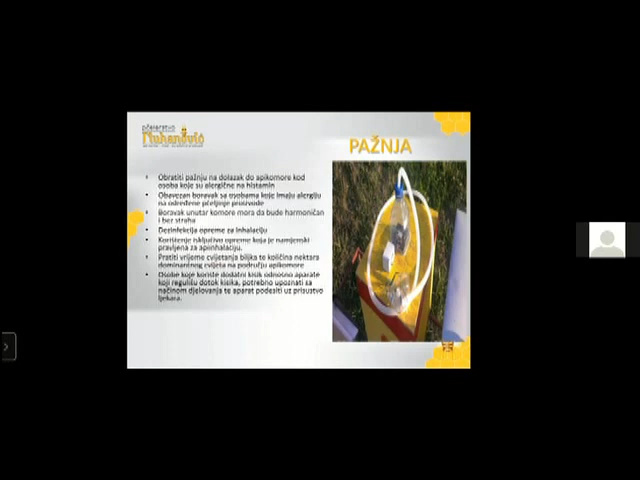 pčelarstvo
Muhanović
PAŽNJA
Obratiti pažnju na dolazak do apikomore kod
osoba koje su alergične na histamin
Obavezan boravak sa osobama koje imaju alergiju
na određene pčelinje proizvode
Boravak unutar komore mora da bude harmoničan
i bez straha
Dezinfekcija opreme za inhalaciju
Korištenje isključivo opreme koja je namjenski
pravljena za apiinhalaciju.
Pratiti vrijeme cvjetanja biljka te količina nektara
dominantnog cvijeta na području apikomore
Osobe koje koriste dodatni kisik odnosno aparate
koji regulišu dotok kisika, potrebno upoznati sa
načinom djelovanja te aparat podesiti uz prisustvo
ljekara.